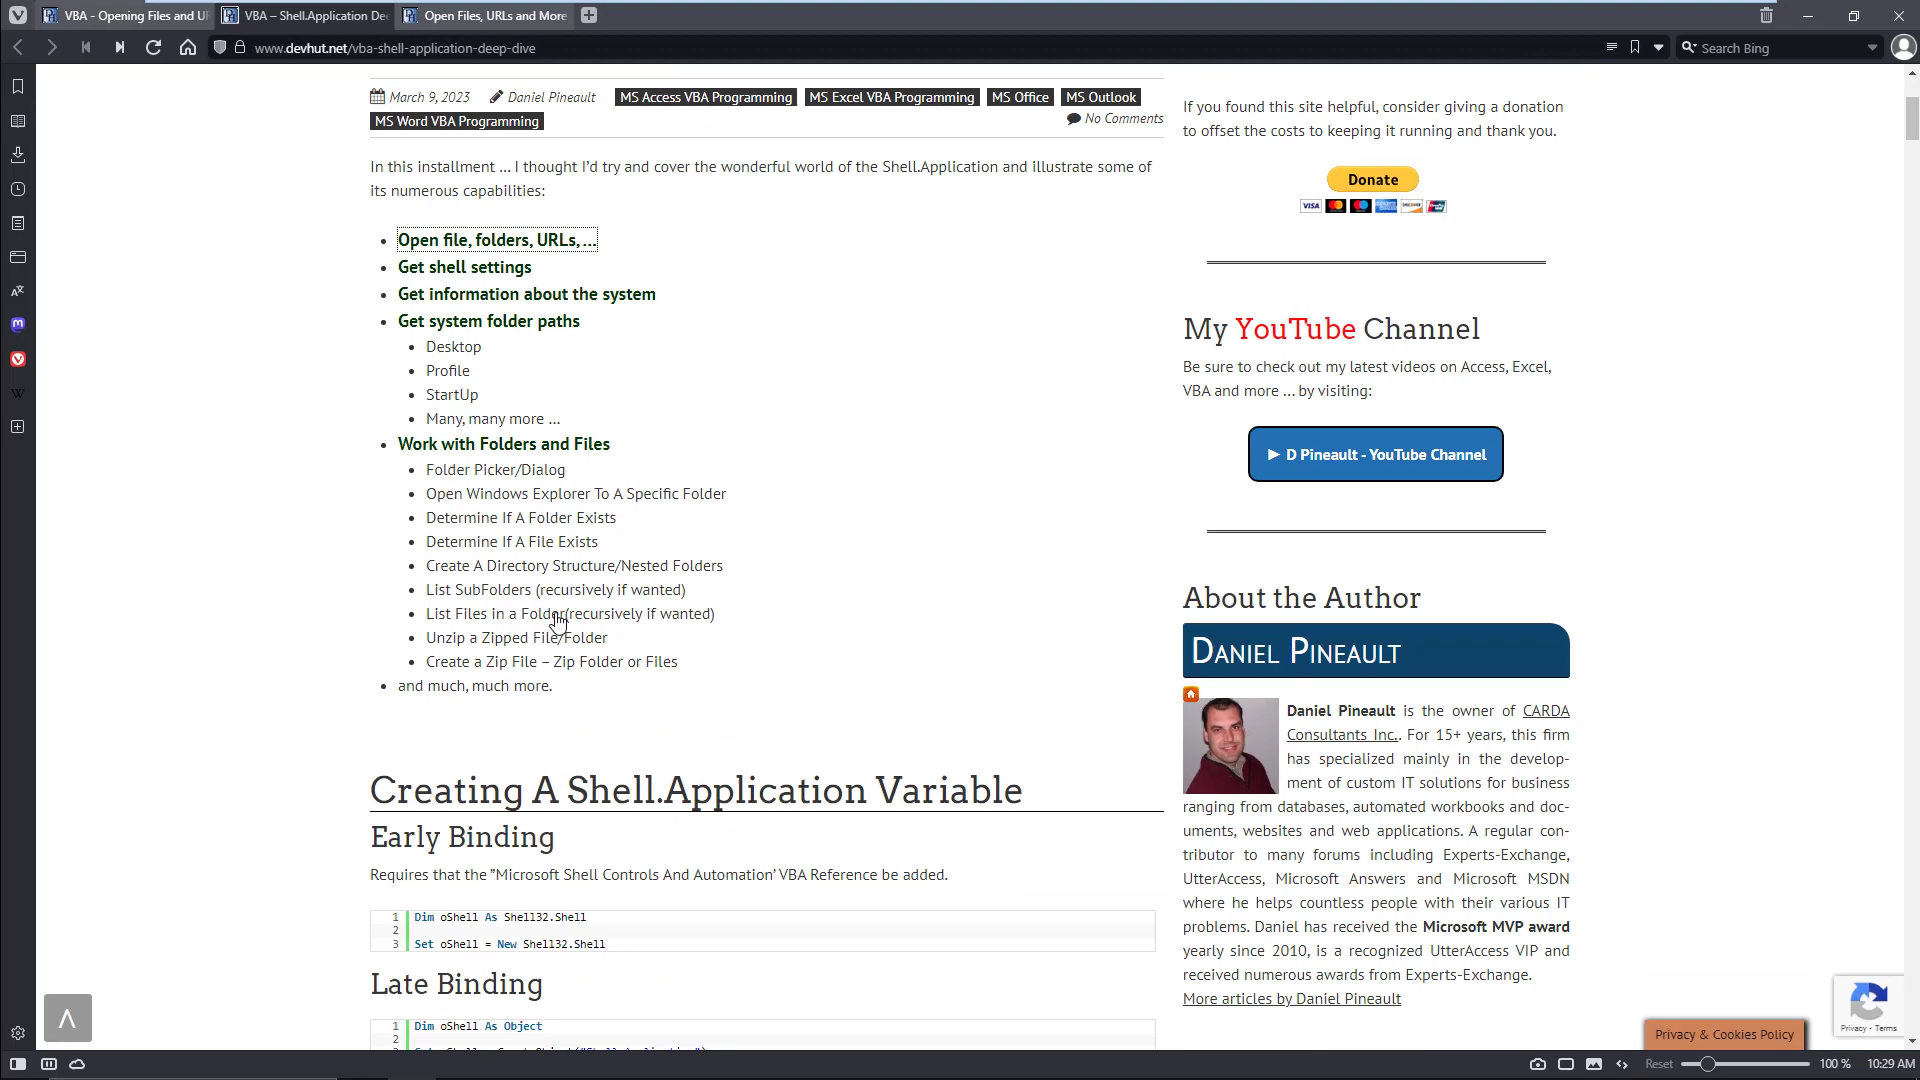 VBA - Opening Files and UR
VBA – Shell.Application Dee
Open Files, URLs and More
www.devhut.net/vba-shell-application-deep-dive
Search Bing
March 9, 2023
Daniel Pineault
MS Access VBA Programming
MS Excel VBA Programming
MS Office
MS Outlook
MS Word VBA Programming
No Comments
In this installment ... I thought I'd try and cover the wonderful world of the Shell.Application and illustrate some of
its numerous capabilities:
Open file, folders, URLs, ...
Get shell settings
Get information about the system
Get system folder paths
Desktop
Profile
StartUp
Many, many more ...
Work with Folders and Files
Folder Picker/Dialog
Open Windows Explorer To A Specific Folder
Determine If A Folder Exists
Determine If A File Exists
Create A Directory Structure/Nested Folders
List SubFolders (recursively if wanted)
List Files in a Folder(recursively if wanted)
Unzip a Zipped File/Folder
Create a Zip File – Zip Folder or Files
and much, much more.
Creating A Shell.Application Variable
Early Binding
Requires that the ”Microsoft Shell Controls And Automation’ VBA Reference be added.
1 Dim oShell As Shell32.Shell
2
3 Set oShell = New Shell32.Shell
Late Binding
1 Dim oShell As Object
2
If you found this site helpful, consider giving a donation
to offset the costs to keeping it running and thank you.
Donate
VISA
DISCOVER
My YouTube Channel
Be sure to check out my latest videos on Access, Excel,
VBA and more ... by visiting:
D Pineault - YouTube Channel
About the Author
DANIEL PINEAULT
Daniel Pineault is the owner of CARDA
Consultants Inc.. For 15+ years, this firm
has specialized mainly in the develop-
ment of custom IT solutions for business
ranging from databases, automated workbooks and doc-
uments, websites and web applications. A regular con-
tributor to many forums including Experts-Exchange,
UtterAccess, Microsoft Answers and Microsoft MSDN
where he helps countless people with their various IT
problems. Daniel has received the Microsoft MVP award
yearly since 2010, is a recognized UtterAccess VIP and
received numerous awards from Experts-Exchange.
More articles by Daniel Pineault
Privacy - Terms
Privacy & Cookies Policy
Reset
100 %
10:29 AM